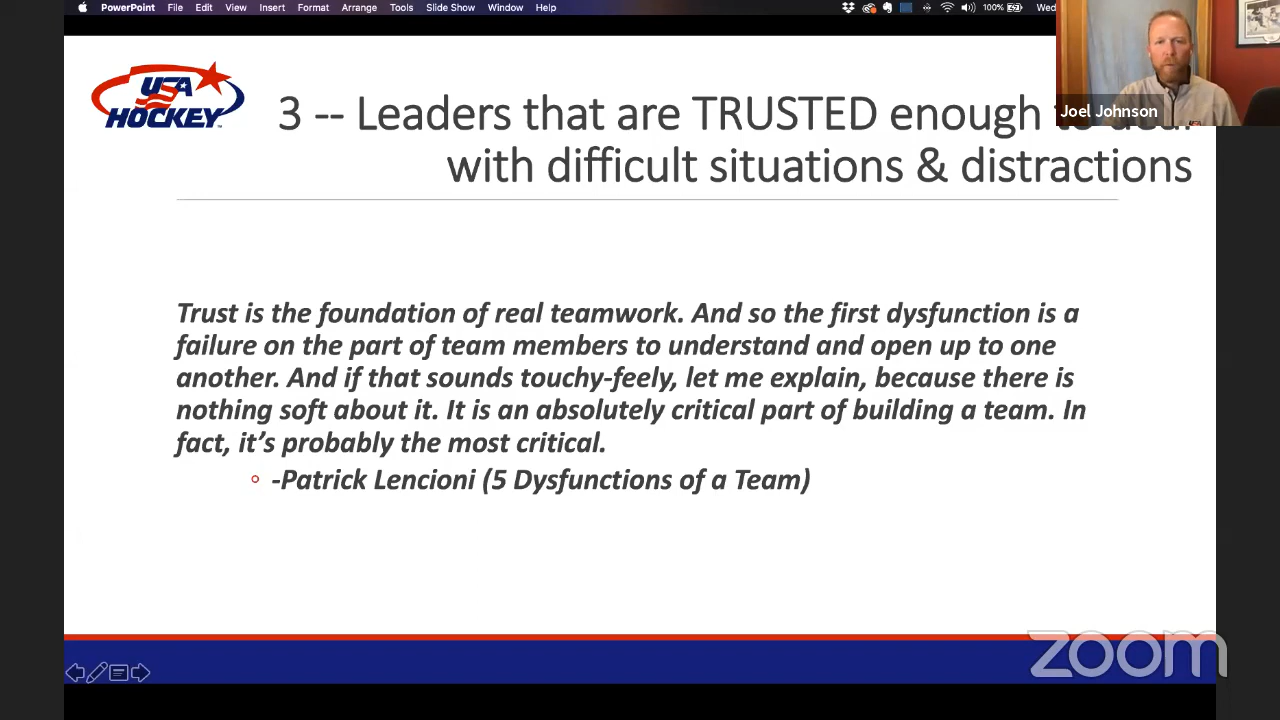 PowerPoint File Edit View Insert Format Arrange Tools Slide Show Window Help 100% Wed
USA
HOCKEY
3 -- Leaders that are TRUSTED enough
with difficult situations & distractions
Joel Johnson
Trust is the foundation of real teamwork. And so the first dysfunction is a
failure on the part of team members to understand and open up to one
another. And if that sounds touchy-feely, let me explain, because there is
nothing soft about it. It is an absolutely critical part of building a team. In
fact, it’s probably the most critical.
-Patrick Lencioni (5 Dysfunctions of a Team)
zoom